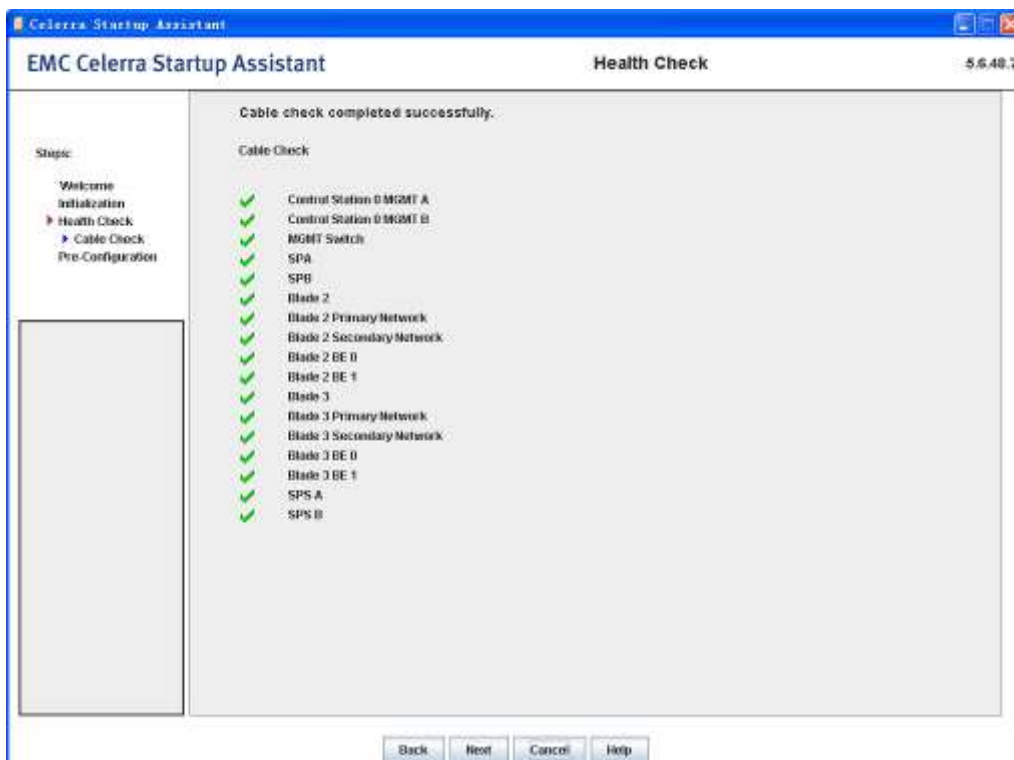 Celerra Startup Assistant
EMC Celerra Startup Assistant
Health Check
5.6.48.7
Cable check completed successfully.
Steps:
Cable Check
Welcome
Initialization
Health Check
Cable Check
Pre-Configuration
Control Station 0 MGMT A
Control Station 0 MGMT B
MGMT Switch
SPA
SPB
Blade 2
Blade 2 Primary Network
Blade 2 Secondary Network
Blade 2 BE 0
Blade 2 BE 1
Blade 3
Blade 3 Primary Network
Blade 3 Secondary Network
Blade 3 BE 0
Blade 3 BE 1
SPS A
SPS B
Back
Next
Cancel
Help